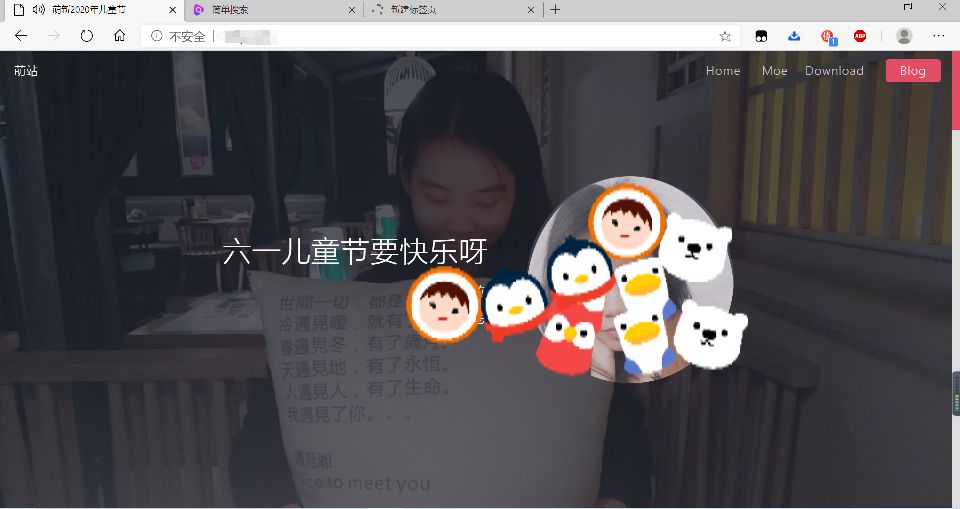 萌新2020年儿童节
简单搜索
新建标签页
不安全
萌站
Home
Moe
Download
Blog
六一儿童节要快乐呀
世間一切，都是
冷遇見暖，就有
春遇見冬，有了歲月。
天遇見地，有了永恆。
人遇見人，有了生命。
我遇見了你。。。
遇見湘
Nice to meet you
ABP
1